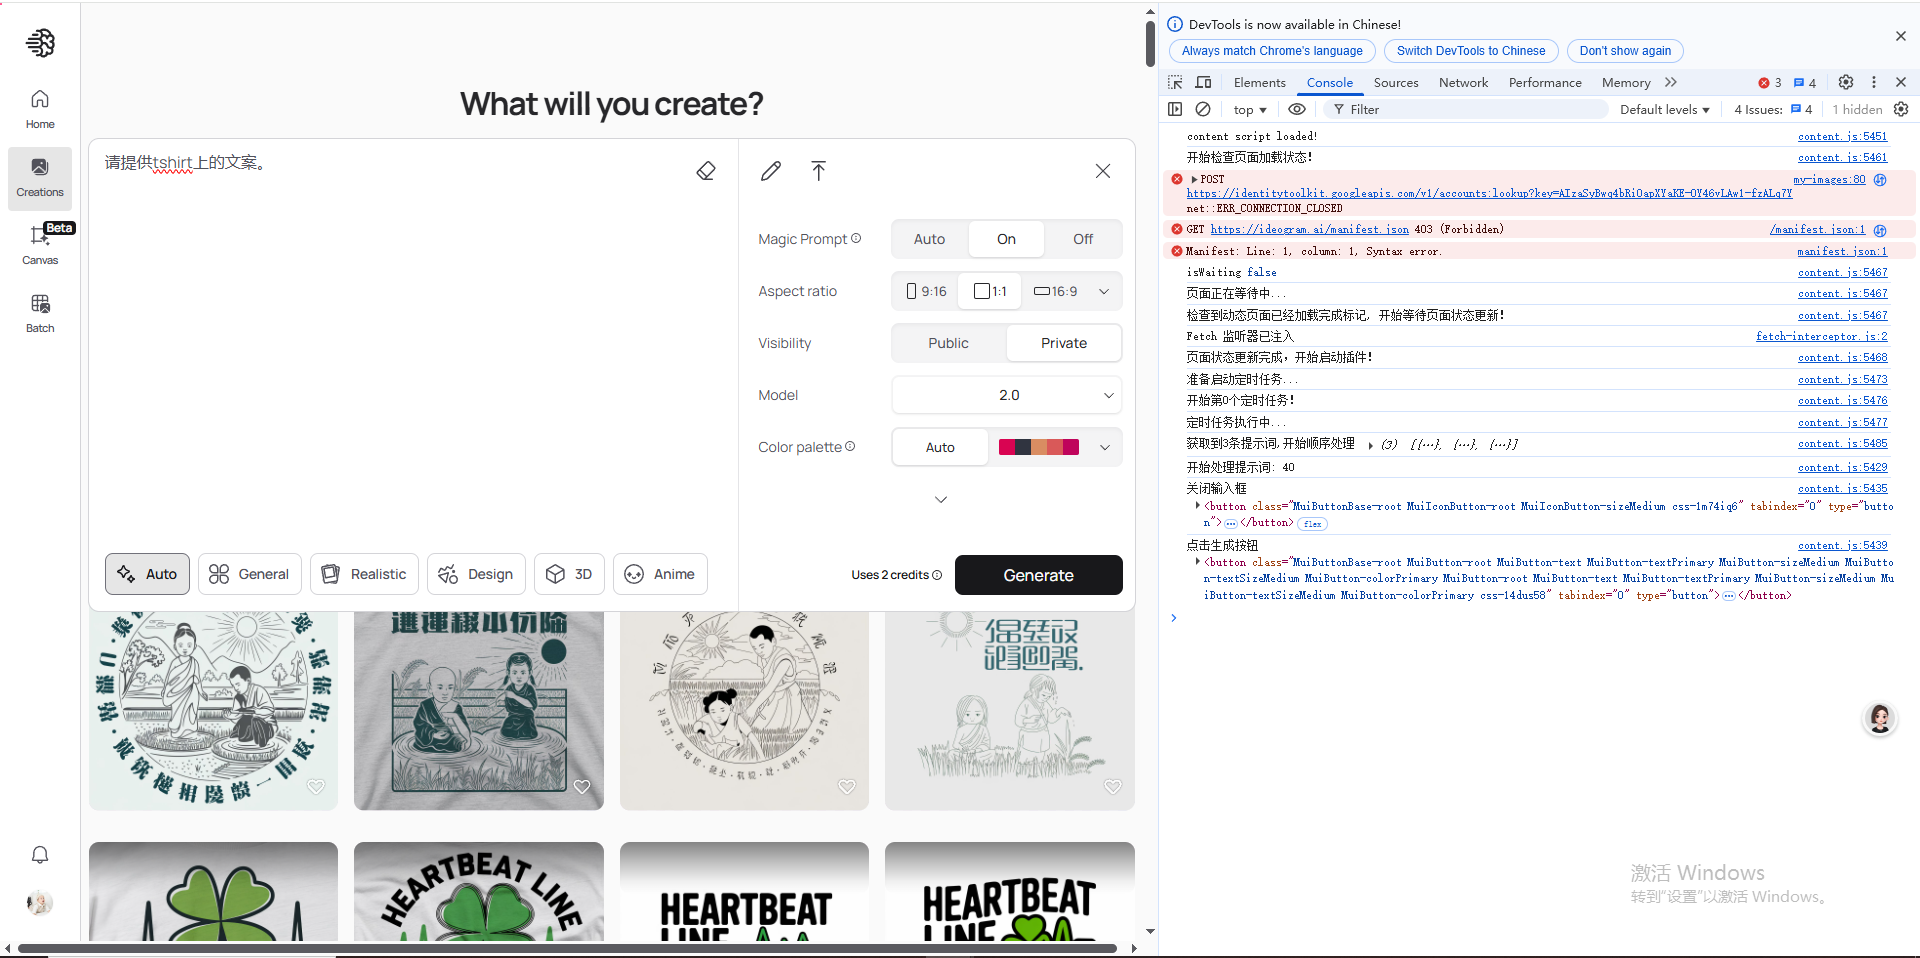 Home
Creations
Beta
Canvas
Batch
What will you create?
请提供tshirt上的文案。
Magic Prompt
Auto
On
Off
Aspect ratio
9:16
1:1
16:9
Visibility
Public
Private
Model
2.0
Color palette
Auto
Auto
General
Realistic
Design
3D
Anime
Uses 2 credits
Generate
HEARTBEAT LINE
HEARTBEAT
LINE
HEARTBEAT
LINE
DevTools is now available in Chinese!
Always match Chrome's language
Switch DevTools to Chinese
Don't show again
Elements
Console
Sources
Network
Performance
Memory
3
4
top
Filter
Default levels
4 Issues:
4
1 hidden
content script loaded!
content.js:5451
开始检查页面加载状态!
content.js:5461
POST
my-images:80
https://identitytoolkit.googleapis.com/v1/accounts:lookup?key=AIzaSyBwq4bRiOapXYaKE-0Y46vLAw1-fzALq7Y
net::ERR_CONNECTION_CLOSED
GET https://ideogram.ai/manifest.json 403 (Forbidden)
/manifest.json:1
Manifest: Line: 1, column: 1, Syntax error.
manifest.json:1
isWaiting false
content.js:5467
页面正在等待中...
content.js:5467
检查到动态页面已经加载完成标记, 开始等待页面状态更新!
content.js:5467
Fetch 监听器已注入
fetch-interceptor.js:2
页面状态更新完成，开始启动插件!
content.js:5468
准备启动定时任务...
content.js:5473
开始第0个定时任务!
content.js:5476
定时任务执行中...
content.js:5477
获取到3条提示词,开始顺序处理 (3) [{…}, {…}, {…}]
content.js:5485
开始处理提示词: 40
content.js:5429
关闭输入框
content.js:5435
<button class="MuiButtonBase-root MuiIconButton-root MuiIconButton-sizeMedium css-1m74iq6" tabindex="0" type="butto
n">…</button> flex
点击生成按钮
content.js:5439
<button class="MuiButtonBase-root MuiButton-root MuiButton-text MuiButton-textPrimary MuiButton-sizeMedium MuiButto
n-textSizeMedium MuiButton-colorPrimary MuiButton-root MuiButton-text MuiButton-textPrimary MuiButton-sizeMedium Mu
iButton-textSizeMedium MuiButton-colorPrimary css-14dus58" tabindex="0" type="button">…</button>
激活 Windows
转到“设置”以激活 Windows。